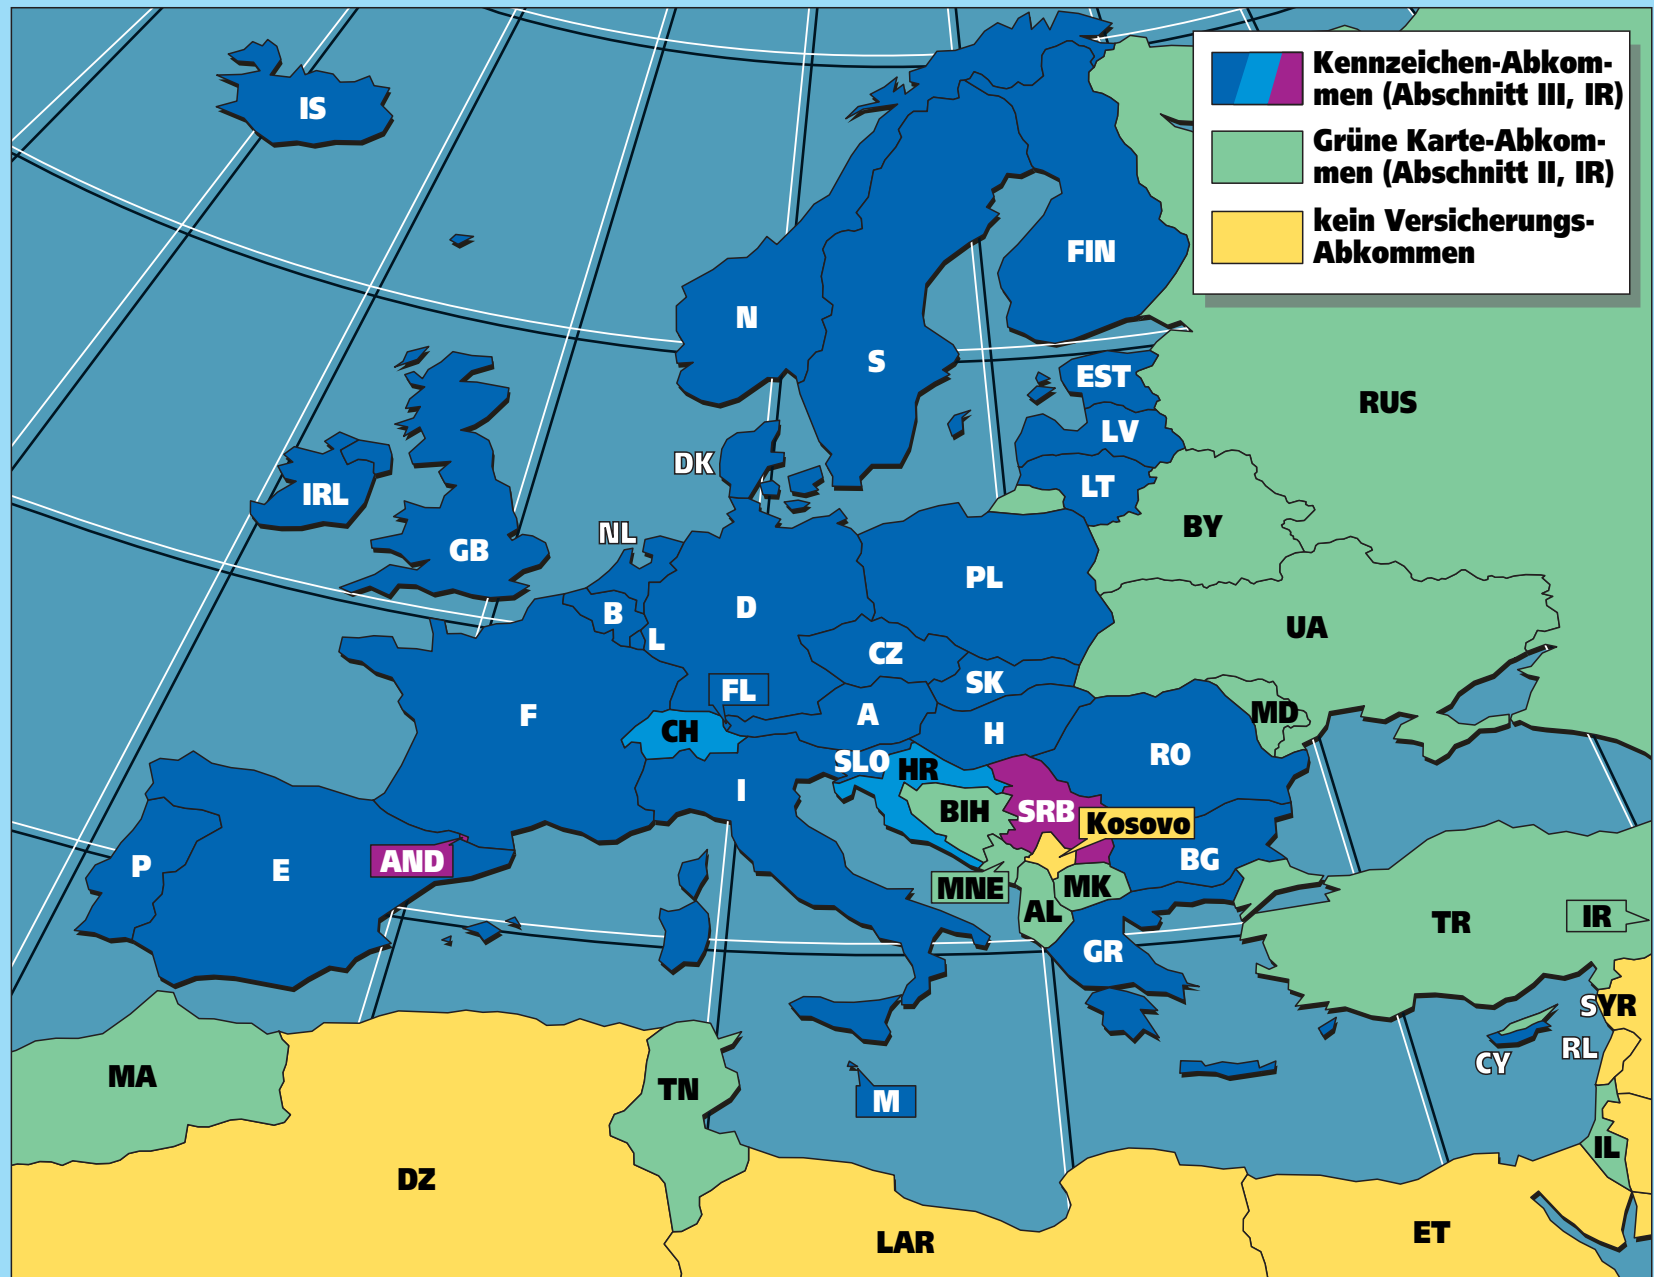 Kennzeichen-Abkom-
men (Abschnitt III, IR)
Grüne Karte-Abkom-
men (Abschnitt II, IR)
kein Versicherungs-
Abkommen
IS
FIN
N
S
RUS
EST
LV
LT
DK
IRL
GB
NL
BY
PL
D
B
L
UA
CZ
SK
FL
F
A
CH
H
MD
RO
SLO
HR
I
BIH
SRB
Kosovo
P
E
AND
BG
MNE
MK
AL
GR
TR
IR
SYR
CY
RL
MA
TN
M
IL
DZ
LAR
ET